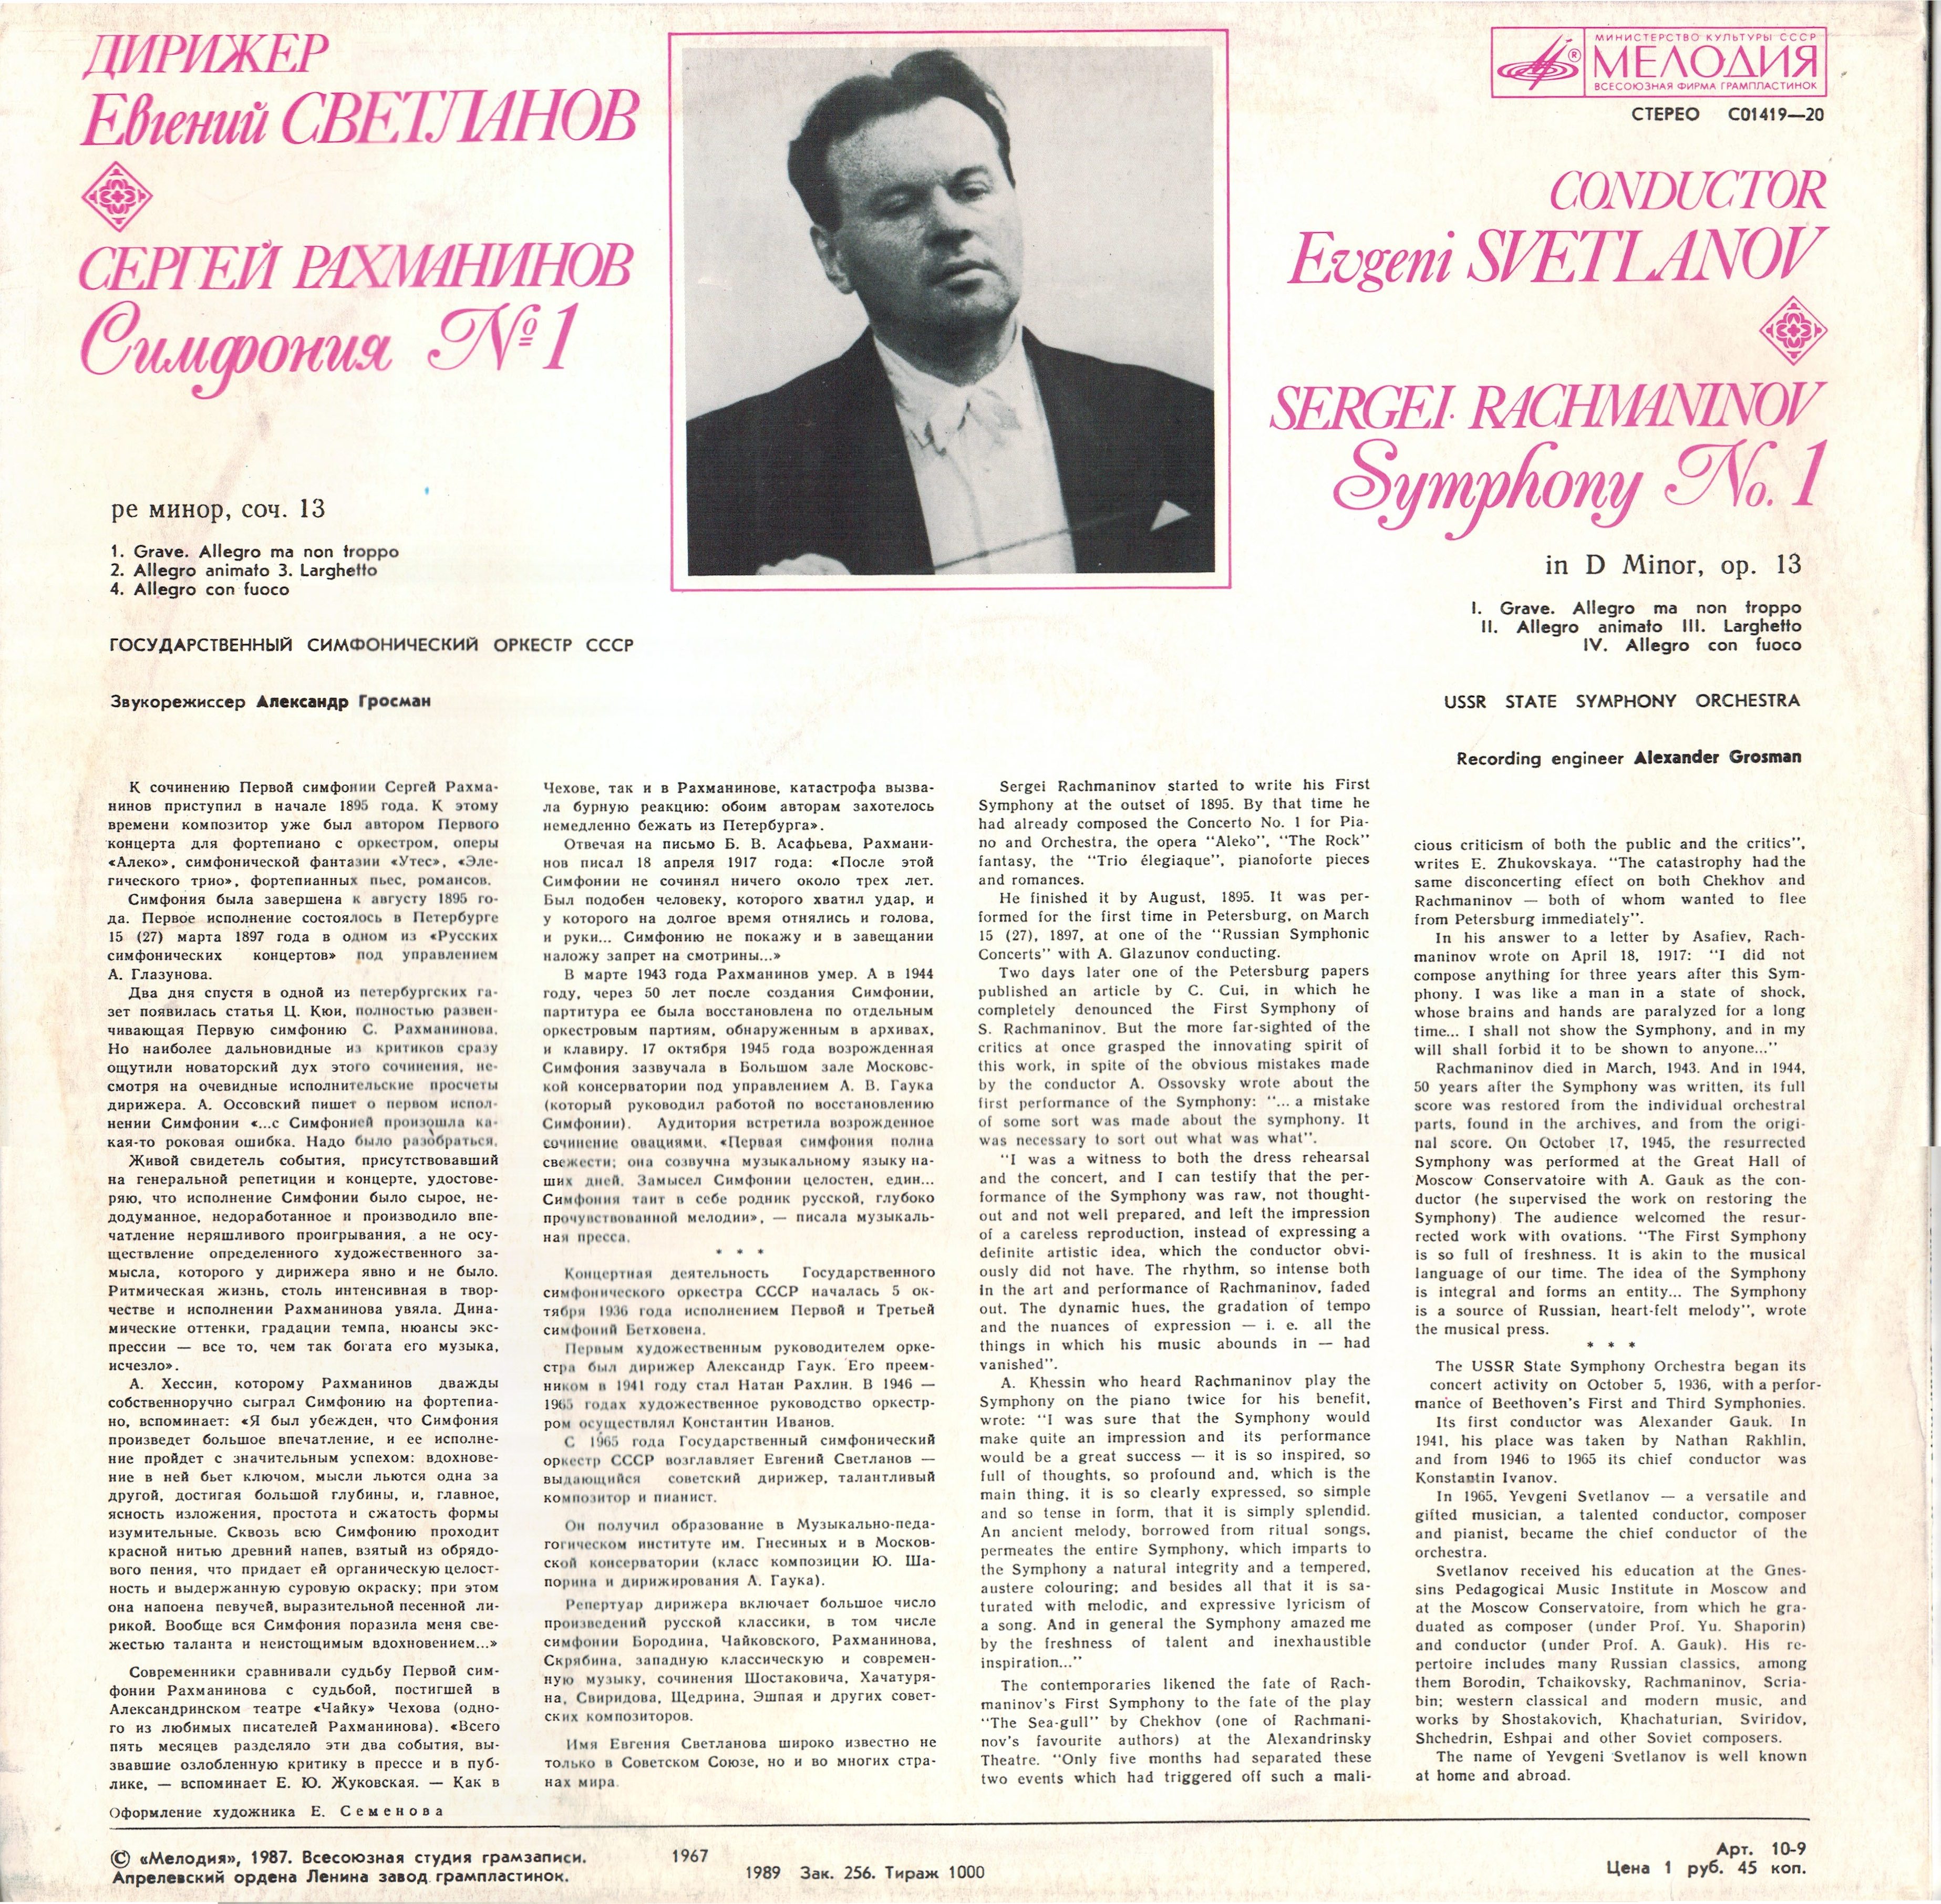 ДИРИЖЕР
Евгений СВЕТЛАНОВ
СЕРГЕЙ РАХМАНИНОВ
Симфония №1
ре минор, соч. 13
1. Grave. Allegro ma non troppo
2. Allegro animato 3. Larghetto
4. Allegro con fuoco
ГОСУДАРСТВЕННЫЙ СИМФОНИЧЕСКИЙ ОРКЕСТР СССР
Звукорежиссер Александр Гросман
МИНИСТЕРСТВО КУЛЬТУРЫ СССР
® МЕЛОДИЯ
ВСЕСОЮЗНАЯ ФИРМА ГРАМПЛАСТИНОК
СТЕРЕО С01419—20
CONDUCTOR
Evgeni SVETLANOV
SERGEI RACHMANINOV
Symphony No. 1
in D Minor, op. 13
I. Grave. Allegro ma non troppo
II. Allegro animato III. Larghetto
IV. Allegro con fuoco
USSR STATE SYMPHONY ORCHESTRA
Recording engineer Alexander Grosman
К сочинению Первой симфонии Сергей Рахма-
нинов приступил в начале 1895 года. К этому
времени композитор уже был автором Первого
концерта для фортепиано с оркестром, оперы
«Алеко», симфонической фантазии «Утес», «Эле-
гического трио», фортепианных пьес, романсов.
Симфония была завершена к августу 1895 го-
да. Первое исполнение состоялось в Петербурге
15 (27) марта 1897 года в одном из «Русских
симфонических концертов» под управлением
А. Глазунова.
Два дня спустя в одной из петербургских га-
зет появилась статья Ц. Кюи, полностью развен-
чивающая Первую симфонию С. Рахманинова.
Но наиболее дальновидные из критиков сразу
ощутили новаторский дух этого сочинения, не-
смотря на очевидные исполнительские просчеты
дирижера. А. Оссовский пишет о первом испол-
нении Симфонии «...с Симфонией произошла ка-
кая-то роковая ошибка. Надо было разобраться.
Живой свидетель события, присутствовавший
на генеральной репетиции и концерте, удостове-
ряю, что исполнение Симфонии было сырое, не-
додуманное, недоработанное и производило впе-
чатление неряшливого проигрывания, а не осу-
ществление определенного художественного за-
мысла, которого у дирижера явно и не было.
Ритмическая жизнь, столь интенсивная в твор-
честве и исполнении Рахманинова увяла. Дина-
мические оттенки, градации темпа, нюансы экс-
прессии — все то, чем так богата его музыка,
исчезло».
А. Хессин, которому Рахманинов дважды
собственноручно сыграл Симфонию на фортепиа-
но, вспоминает: «Я был убежден, что Симфония
произведет большое впечатление, и ее исполне-
ние пройдет с значительным успехом: вдохнове-
ние в ней бьет ключом, мысли льются одна за
другой, достигая большой глубины, и, главное,
ясность изложения, простота и сжатость формы
изумительные. Сквозь всю Симфонию проходит
красной нитью древний напев, взятый из обрядо-
вого пения, что придает ей органическую целост-
ность и выдержанную суровую окраску; при этом
она напоена певучей, выразительной песенной ли-
рикой. Вообще вся Симфония поразила меня све-
жестью таланта и неистощимым вдохновением...»
Современники сравнивали судьбу Первой сим-
фонии Рахманинова с судьбой, постигшей в
Александринском театре «Чайку» Чехова (одно-
го из любимых писателей Рахманинова). «Всего
пять месяцев разделяло эти два события, вы-
звавшие озлобленную критику в прессе и в пуб-
лике, — вспоминает Е. Ю. Жуковская. — Как в
Оформление художника Е. Семенова
Чехове, так и в Рахманинове, катастрофа вызва-
ла бурную реакцию: обоим авторам захотелось
немедленно бежать из Петербурга».
Отвечая на письмо Б. В. Асафьева, Рахмани-
нов писал 18 апреля 1917 года: «После этой
Симфонии не сочинял ничего около трех лет.
Был подобен человеку, которого хватил удар, и
у которого на долгое время отнялись и голова,
и руки... Симфонию не покажу и в завещании
наложу запрет на смотрины...»
В марте 1943 года Рахманинов умер. А в 1944
году, через 50 лет после создания Симфонии,
партитура ее была восстановлена по отдельным
оркестровым партиям, обнаруженным в архивах,
и клавиру. 17 октября 1945 года возрожденная
Симфония зазвучала в Большом зале Московс-
кой консерватории под управлением А. В. Гаука
(который руководил работой по восстановлению
Симфонии). Аудитория встретила возрожденное
сочинение овациями. «Первая симфония полна
свежести; она созвучна музыкальному языку на-
ших дней. Замысел Симфонии целостен, един...
Симфония таит в себе родник русской, глубоко
прочувствованной мелодии», — писала музыкаль-
ная пресса.
* * *
Концертная деятельность Государственного
симфонического оркестра СССР началась 5 ок-
тября 1936 года исполнением Первой и Третьей
симфоний Бетховена.
Первым художественным руководителем орке-
стра был дирижер Александр Гаук. Его преем-
ником в 1941 году стал Натан Рахлин. В 1946 —
1965 годах художественное руководство оркестр-
ром осуществлял Константин Иванов.
С 1965 года Государственный симфонический
оркестр СССР возглавляет Евгений Светланов —
выдающийся советский дирижер, талантливый
композитор и пианист.
Он получил образование в Музыкально-педа-
гогическом институте им. Гнесиных и в Москов-
ской консерватории (класс композиции Ю. Ша-
порина и дирижирования А. Гаука).
Репертуар дирижера включает большое число
произведений русской классики, в том числе
симфонии Бородина, Чайковского, Рахманинова,
Скрябина, западную классическую и современ-
ную музыку, сочинения Шостаковича, Хачатуря-
на, Свиридова, Щедрина, Эшпая и других совет-
ских композиторов.
Имя Евгения Светланова широко известно не
только в Советском Союзе, но и во многих стра-
нах мира.
Sergei Rachmaninov started to write his First
Symphony at the outset of 1895. By that time he
had already composed the Concerto No. 1 for Pia-
no and Orchestra, the opera "Aleko", "The Rock"
fantasy, the "Trio élegiaque", pianoforte pieces
and romances.
He finished it by August, 1895. It was per-
formed for the first time in Petersburg, on March
15 (27), 1897, at one of the "Russian Symphonic
Concerts" with A. Glazunov conducting.
Two days later one of the Petersburg papers
published an article by C. Cui, in which he
completely denounced the First Symphony of
S. Rachmaninov. But the more far-sighted of the
critics at once grasped the innovating spirit of
this work, in spite of the obvious mistakes made
by the conductor A. Ossovsky wrote about the
first performance of the Symphony: "... a mistake
of some sort was made about the symphony. It
was necessary to sort out what was what".
"I was a witness to both the dress rehearsal
and the concert, and I can testify that the per-
formance of the Symphony was raw, not thought-
out and not well prepared, and left the impression
of a careless reproduction, instead of expressing a
definite artistic idea, which the conductor obvi-
ously did not have. The rhythm, so intense both
In the art and performance of Rachmaninov, faded
out. The dynamic hues, the gradation of tempo
and the nuances of expression — i. e. all the
things in which his music abounds in — had
vanished".
A. Khessin who heard Rachmaninov play the
Symphony on the piano twice for his benefit,
wrote: "I was sure that the Symphony would
make quite an impression and its performance
would be a great success — it is so inspired, so
full of thoughts, so profound and, which is the
main thing, it is so clearly expressed, so simple
and so tense in form, that it is simply splendid.
An ancient melody, borrowed from ritual songs,
permeates the entire Symphony, which imparts to
the Symphony a natural integrity and a tempered,
austere colouring; and besides all that it is sa-
turated with melodic, and expressive lyricism of
a song. And in general the Symphony amazed me
by the freshness of talent and inexhaustible
inspiration..."
The contemporaries likened the fate of Rach-
maninov's First Symphony to the fate of the play
"The Sea-gull" by Chekhov (one of Rachmani-
nov's favourite authors) at the Alexandrinsky
Theatre. "Only five months had separated these
two events which had triggered off such a mali-
cious criticism of both the public and the critics",
writes E. Zhukovskaya. "The catastrophy had the
same disconcerting effect on both Chekhov and
Rachmaninov — both of whom wanted to flee
from Petersburg immediately".
In his answer to a letter by Asafiev, Rach-
maninov wrote on April 18, 1917: "I did not
compose anything for three years after this Sym-
phony. I was like a man in a state of shock,
whose brains and hands are paralyzed for a long
time... I shall not show the Symphony, and in my
will shall forbid it to be shown to anyone..."
Rachmaninov died in March, 1943. And in 1944,
50 years after the Symphony was written, its full
score was restored from the individual orchestral
parts, found in the archives, and from the origi-
nal score. On October 17, 1945, the resurrected
Symphony was performed at the Great Hall of
Moscow Conservatoire with A. Gauk as the con-
ductor (he supervised the work on restoring the
Symphony) The audience welcomed the resur-
rected work with ovations. "The First Symphony
is so full of freshness. It is akin to the musical
language of our time. The idea of the Symphony
is integral and forms an entity... The Symphony
is a source of Russian, heart-felt melody", wrote
the musical press.
* * *
The USSR State Symphony Orchestra began its
concert activity on October 5, 1936, with a perfor-
mance of Beethoven's First and Third Symphonies.
Its first conductor was Alexander Gauk. In
1941, his place was taken by Nathan Rakhlin,
and from 1946 to 1965 its chief conductor was
Konstantin Ivanov.
In 1965, Yevgeni Svetlanov — a versatile and
gifted musician, a talented conductor, composer
and pianist, became the chief conductor of the
orchestra.
Svetlanov received his education at the Gnes-
sins Pedagogical Music Institute in Moscow and
at the Moscow Conservatoire, from which he gra-
duated as composer (under Prof. Yu. Shaporin)
and conductor (under Prof. A. Gauk). His re-
pertoire includes many Russian classics, among
them Borodin, Tchaikovsky, Rachmaninov, Scria-
bin; western classical and modern music, and
works by Shostakovich, Khachaturian, Sviridov,
Shchedrin, Eshpai and other Soviet composers.
The name of Yevgeni Svetlanov is well known
at home and abroad.
© «Мелодия», 1987. Всесоюзная студия грамзаписи. 1967
Апрелевский ордена Ленина завод грампластинок. 1989 Зак. 256. Тираж 1000
Арт. 10-9
Цена 1 руб. 45 коп.